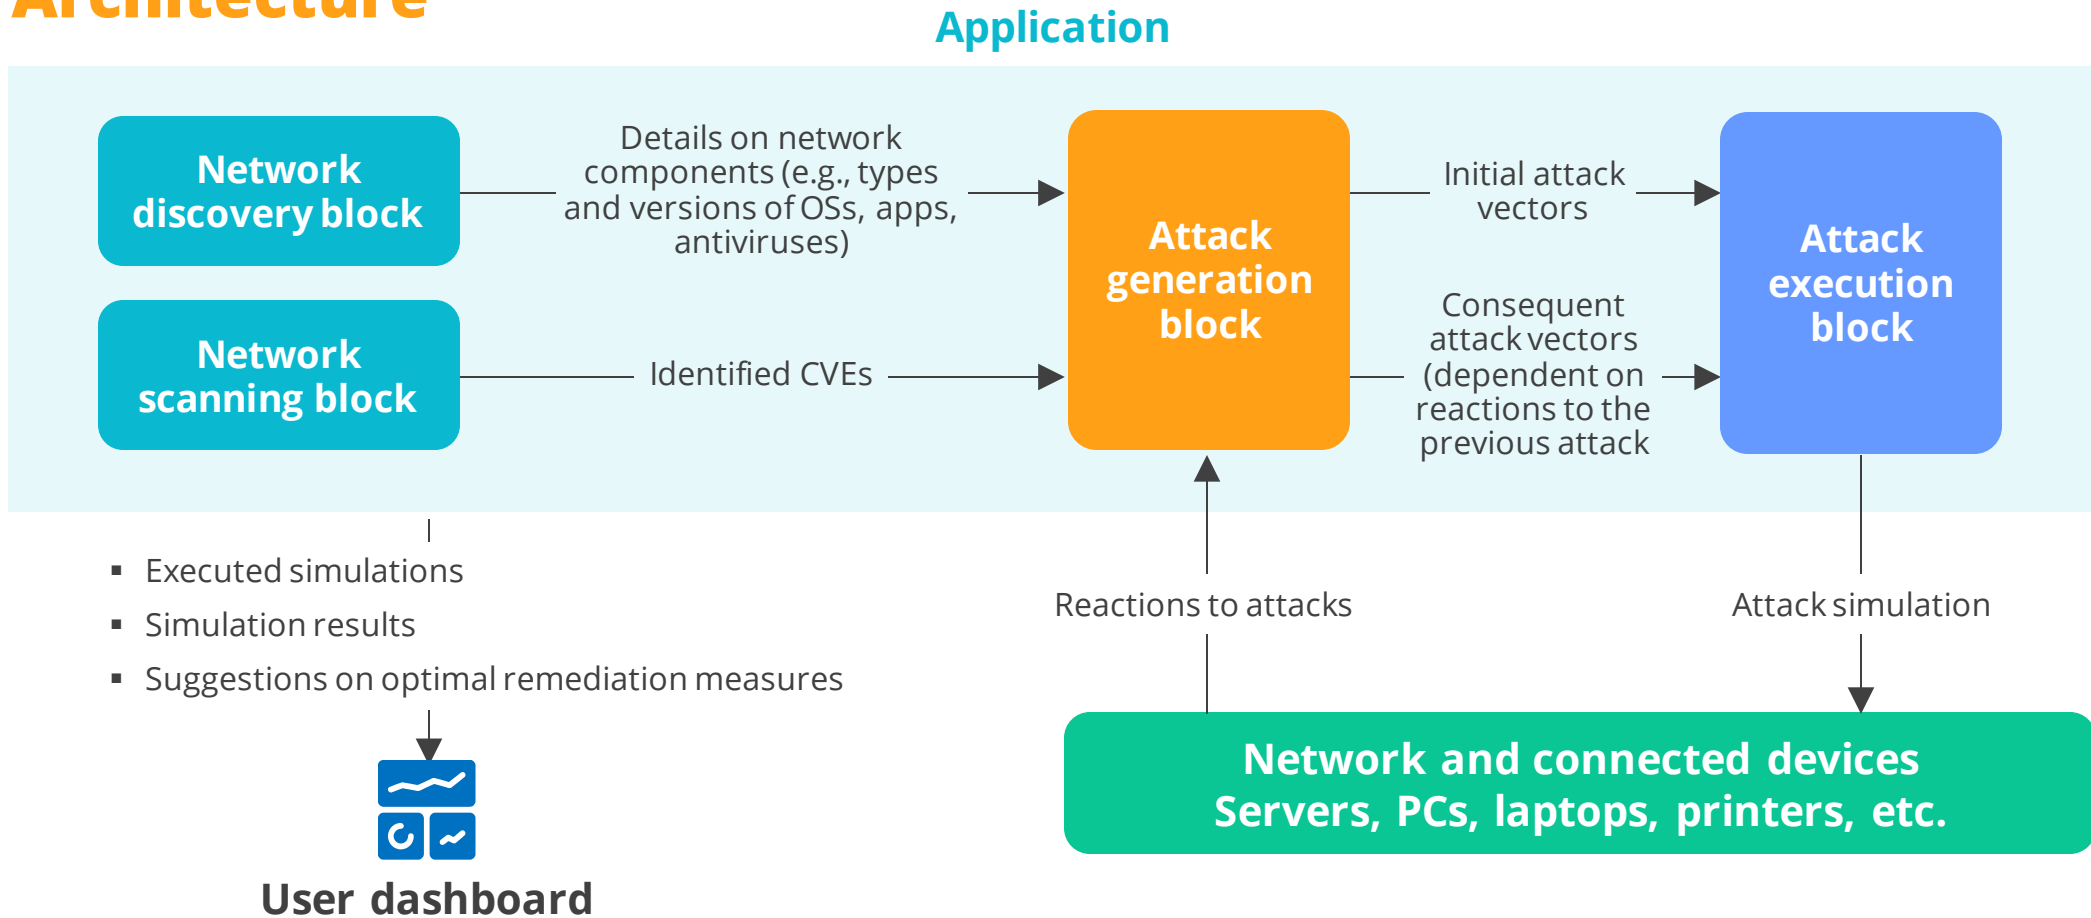 Architecture
Application
Network
discovery block
Details on network
components (e.g., types
and versions of OSs, apps,
antiviruses)
Network
scanning block
Identified CVEs
Attack
generation
block
Initial attack
vectors
Consequent
attack vectors
(dependent on
reactions to the
previous attack
Attack
execution
block
▪ Executed simulations
▪ Simulation results
▪ Suggestions on optimal remediation measures
Reactions to attacks
Attack simulation
Network and connected devices
Servers, PCs, laptops, printers, etc.
User dashboard